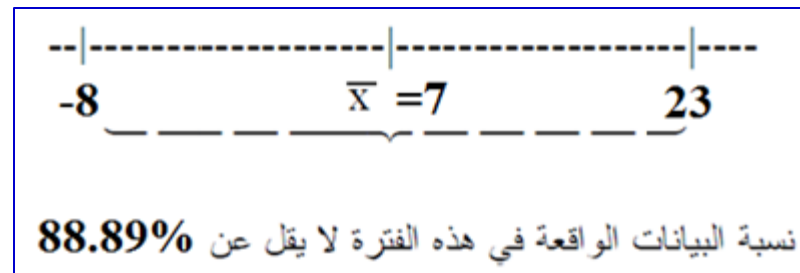 --|-------------------|-------------------|----
-8 x̄ =7 23
نسبة البيانات الواقعة في هذه الفترة لا يقل عن 88.89%